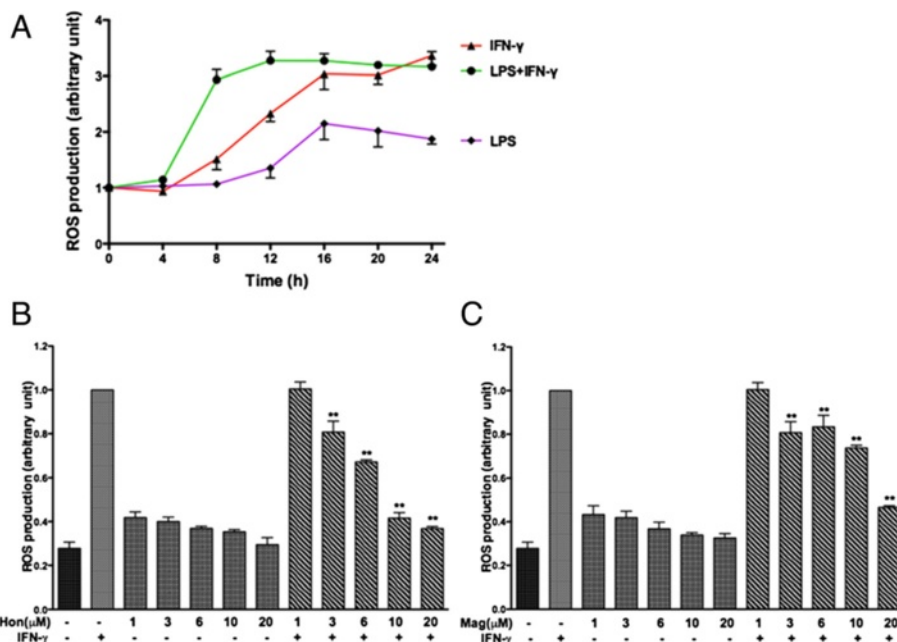 A
ROS production (arbitrary unit)
4
3
2
1
0
0 4 8 12 16 20 24
Time (h)
IFN-γ
LPS+IFN-γ
LPS
B
ROS production (arbitrary unit)
1.2
1.0
0.8
0.6
0.4
0.2
0.0
** ** ** **
Hon(μM) - - 1 3 6 10 20 1 3 6 10 20
IFN-γ - + - - - - - + + + + +
C
ROS production (arbitrary unit)
1.2
1.0
0.8
0.6
0.4
0.2
0.0
** ** ** **
Mag(μM) - - 1 3 6 10 20 1 3 6 10 20
IFN-γ - + - - - - - + + + + +